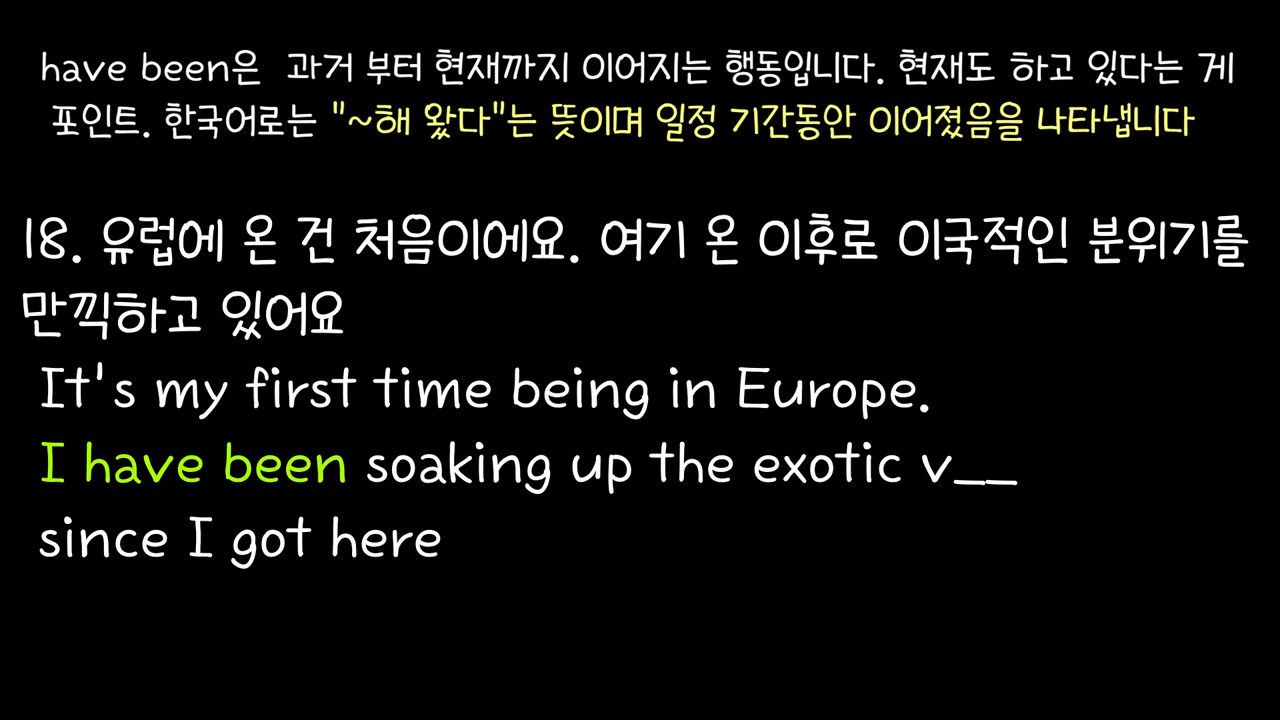 have been은 과거 부터 현재까지 이어지는 행동입니다. 현재도 하고 있다는 게
포인트. 한국어로는 "~해 왔다"는 뜻이며 일정 기간동안 이어졌음을 나타냅니다
18. 유럽에 온 건 처음이에요. 여기 온 이후로 이국적인 분위기를
만끽하고 있어요
It's my first time being in Europe.
I have been soaking up the exotic v__
since I got here